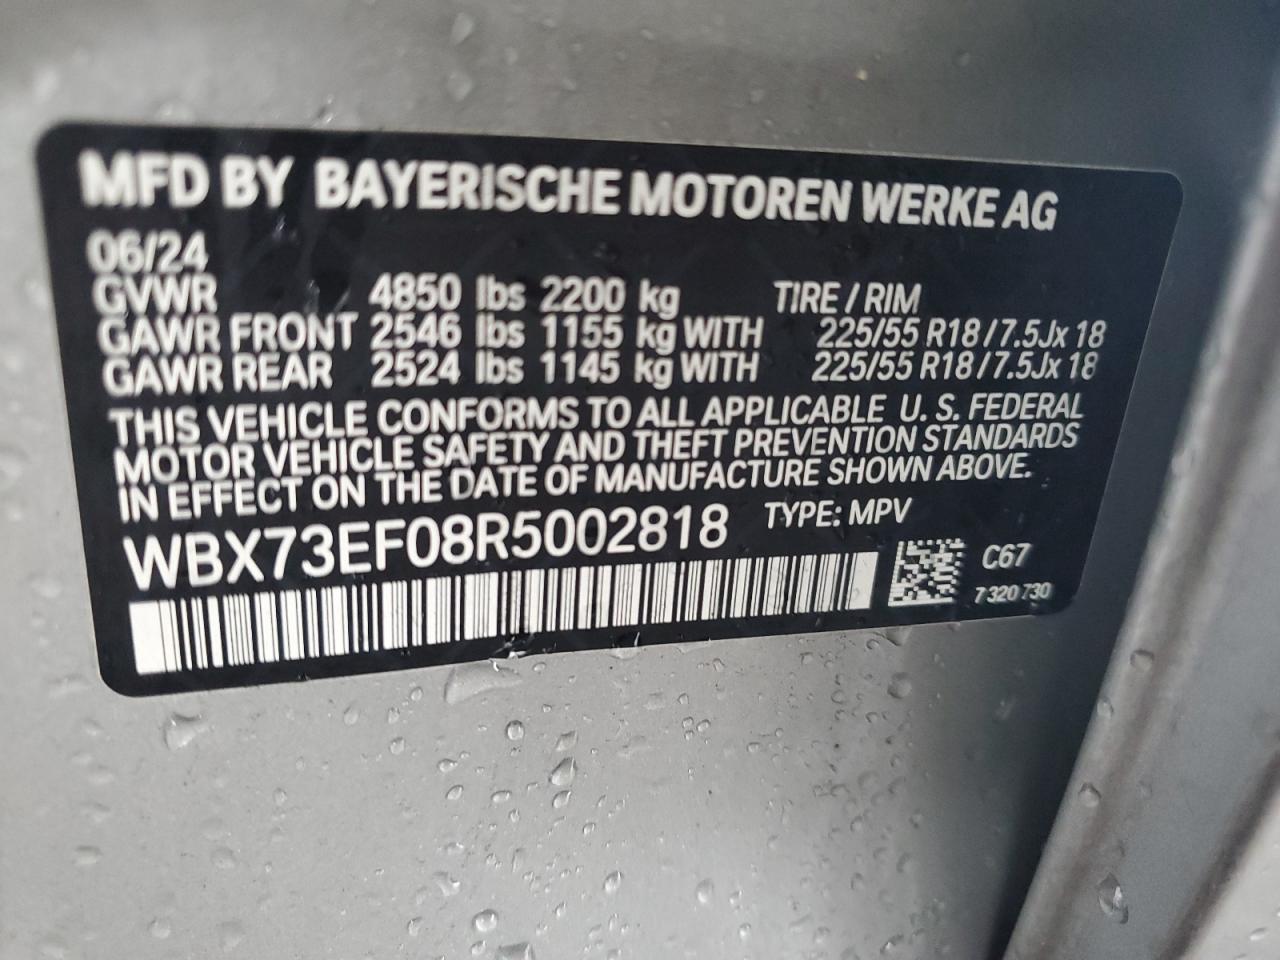 MFD BY BAYERISCHE MOTOREN WERKE AG
06/24
GVWR 4850 lbs 2200 kg TIRE / RIM
GAWR FRONT 2546 lbs 1155 kg WITH 225/55 R18 / 7.5Jx 18
GAWR REAR 2524 lbs 1145 kg WITH 225/55 R18 / 7.5Jx 18
THIS VEHICLE CONFORMS TO ALL APPLICABLE U. S. FEDERAL
MOTOR VEHICLE SAFETY AND THEFT PREVENTION STANDARDS
IN EFFECT ON THE DATE OF MANUFACTURE SHOWN ABOVE.
WBX73EF08R5002818 TYPE: MPV
C67
7 320 730